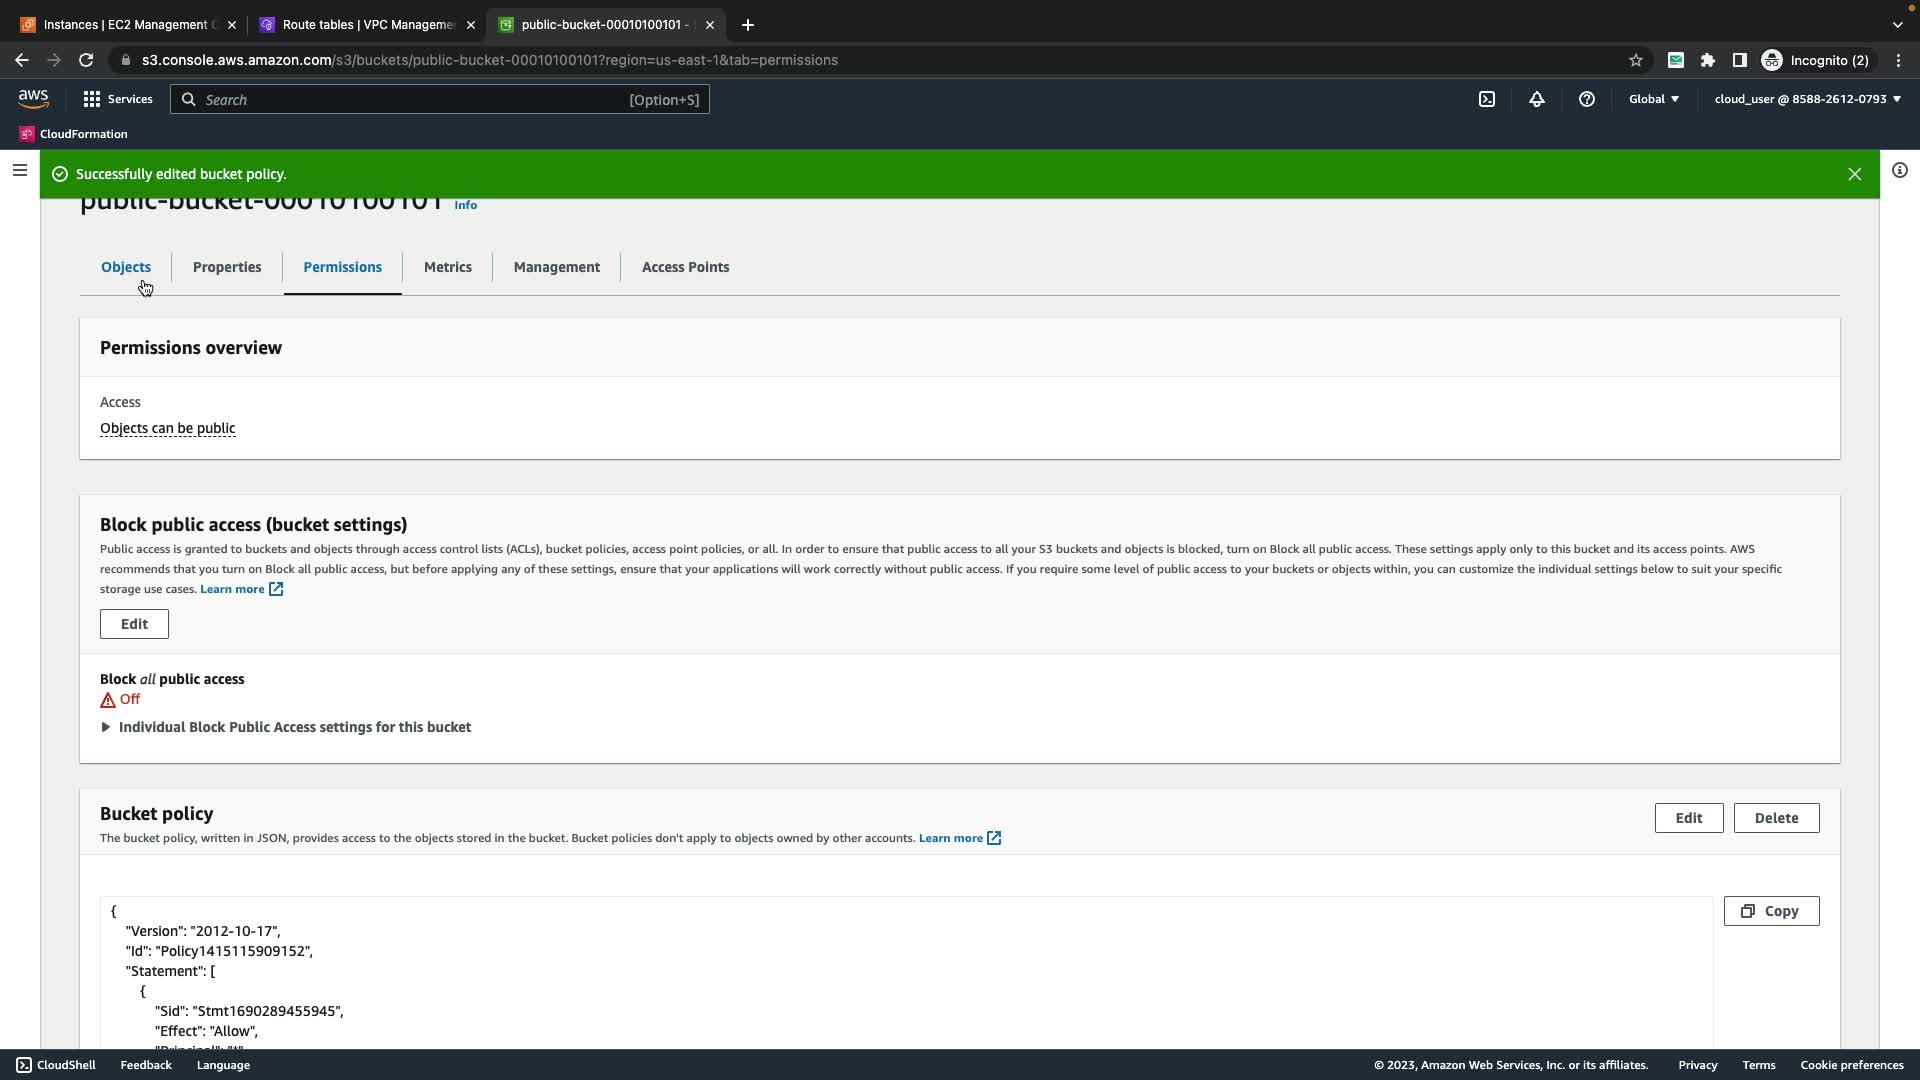 Instances | EC2 Management C
Route tables | VPC Manageme
public-bucket-00010100101 -
s3.console.aws.amazon.com/s3/buckets/public-bucket-00010100101?region=us-east-1&tab=permissions
Incognito (2)
aws
Services
Search
[Option+S]
Global
cloud_user @ 8588-2612-0793
CloudFormation
Successfully edited bucket policy.
public-bucket-00010100101 Info
Objects
Properties
Permissions
Metrics
Management
Access Points
Permissions overview
Access
Objects can be public
Block public access (bucket settings)
Public access is granted to buckets and objects through access control lists (ACLs), bucket policies, access point policies, or all. In order to ensure that public access to all your S3 buckets and objects is blocked, turn on Block all public access. These settings apply only to this bucket and its access points. AWS
recommends that you turn on Block all public access, but before applying any of these settings, ensure that your applications will work correctly without public access. If you require some level of public access to your buckets or objects within, you can customize the individual settings below to suit your specific
storage use cases. Learn more
Edit
Block all public access
Off
Individual Block Public Access settings for this bucket
Bucket policy
Edit
Delete
The bucket policy, written in JSON, provides access to the objects stored in the bucket. Bucket policies don't apply to objects owned by other accounts. Learn more
Copy
{
"Version": "2012-10-17",
"Id": "Policy1415115909152",
"Statement": [
{
"Sid": "Stmt1690289455945",
"Effect": "Allow",
"Principal": "*"
CloudShell
Feedback
Language
© 2023, Amazon Web Services, Inc. or its affiliates.
Privacy
Terms
Cookie preferences